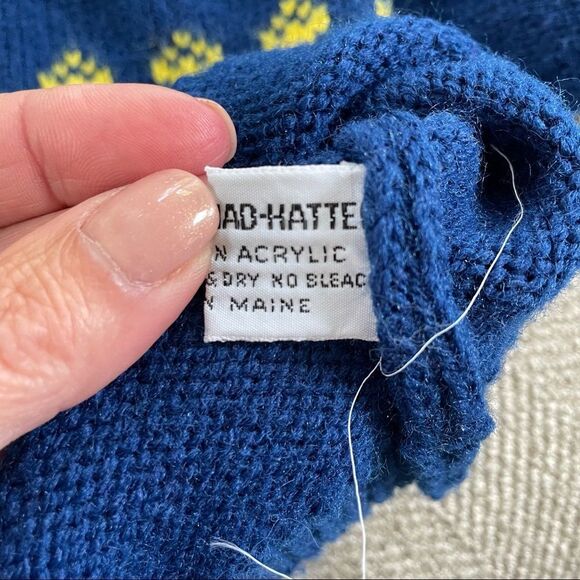 AD-HATTE
N ACRYLIC
& DRY NO BLEAC
N MAINE